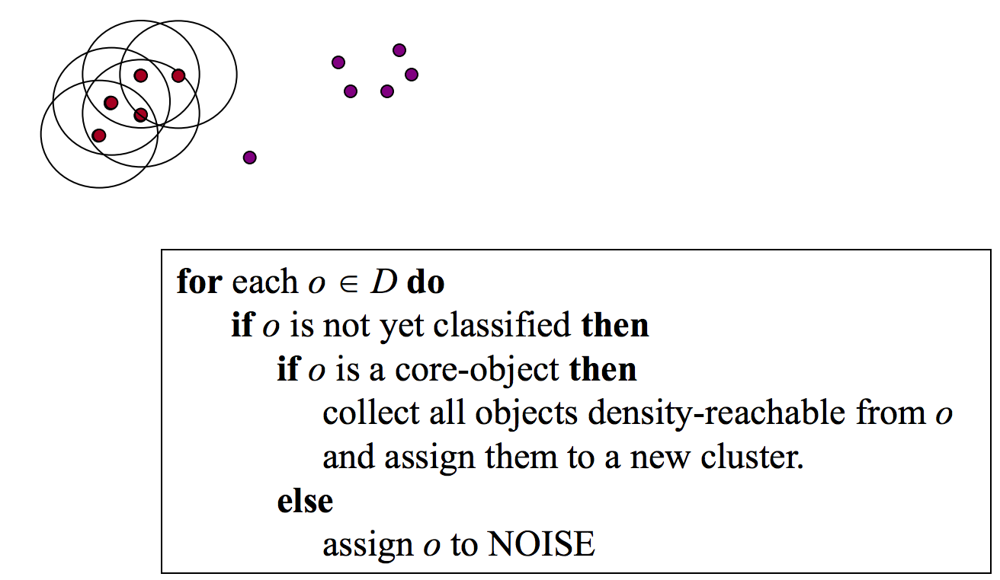 for each o ∈ D do
if o is not yet classified then
if o is a core-object then
collect all objects density-reachable from o
and assign them to a new cluster.
else
assign o to NOISE